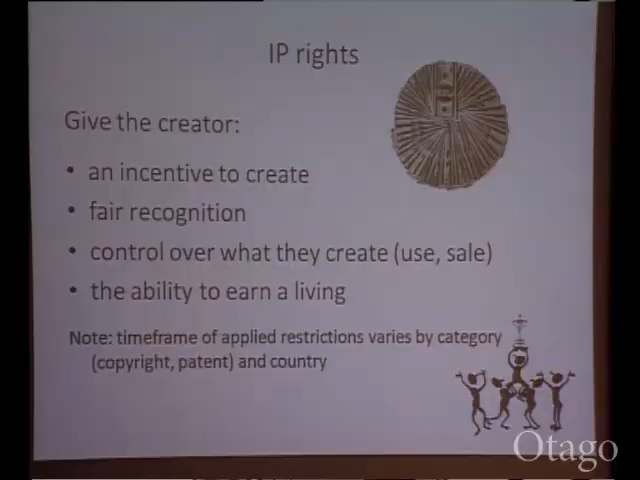 IP rights
Give the creator:
• an incentive to create
• fair recognition
• control over what they create (use, sale)
• the ability to earn a living
Note: timeframe of applied restrictions varies by category
(copyright, patent) and country
Otago